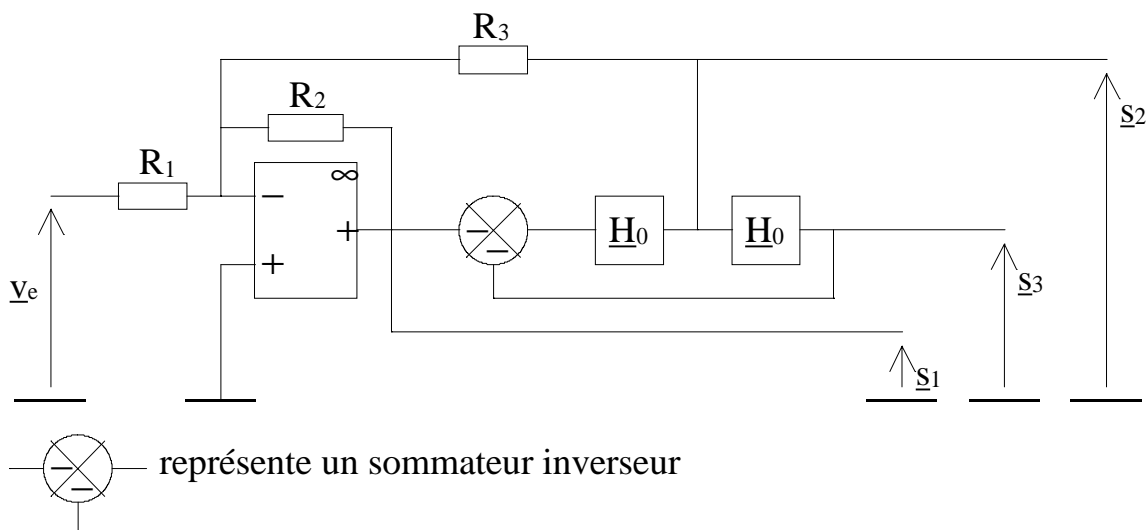 R3
R2
s2
R1
∞
−
+
+
−
−
H0
H0
ve
s3
s1
−
−
représente un sommateur inverseur